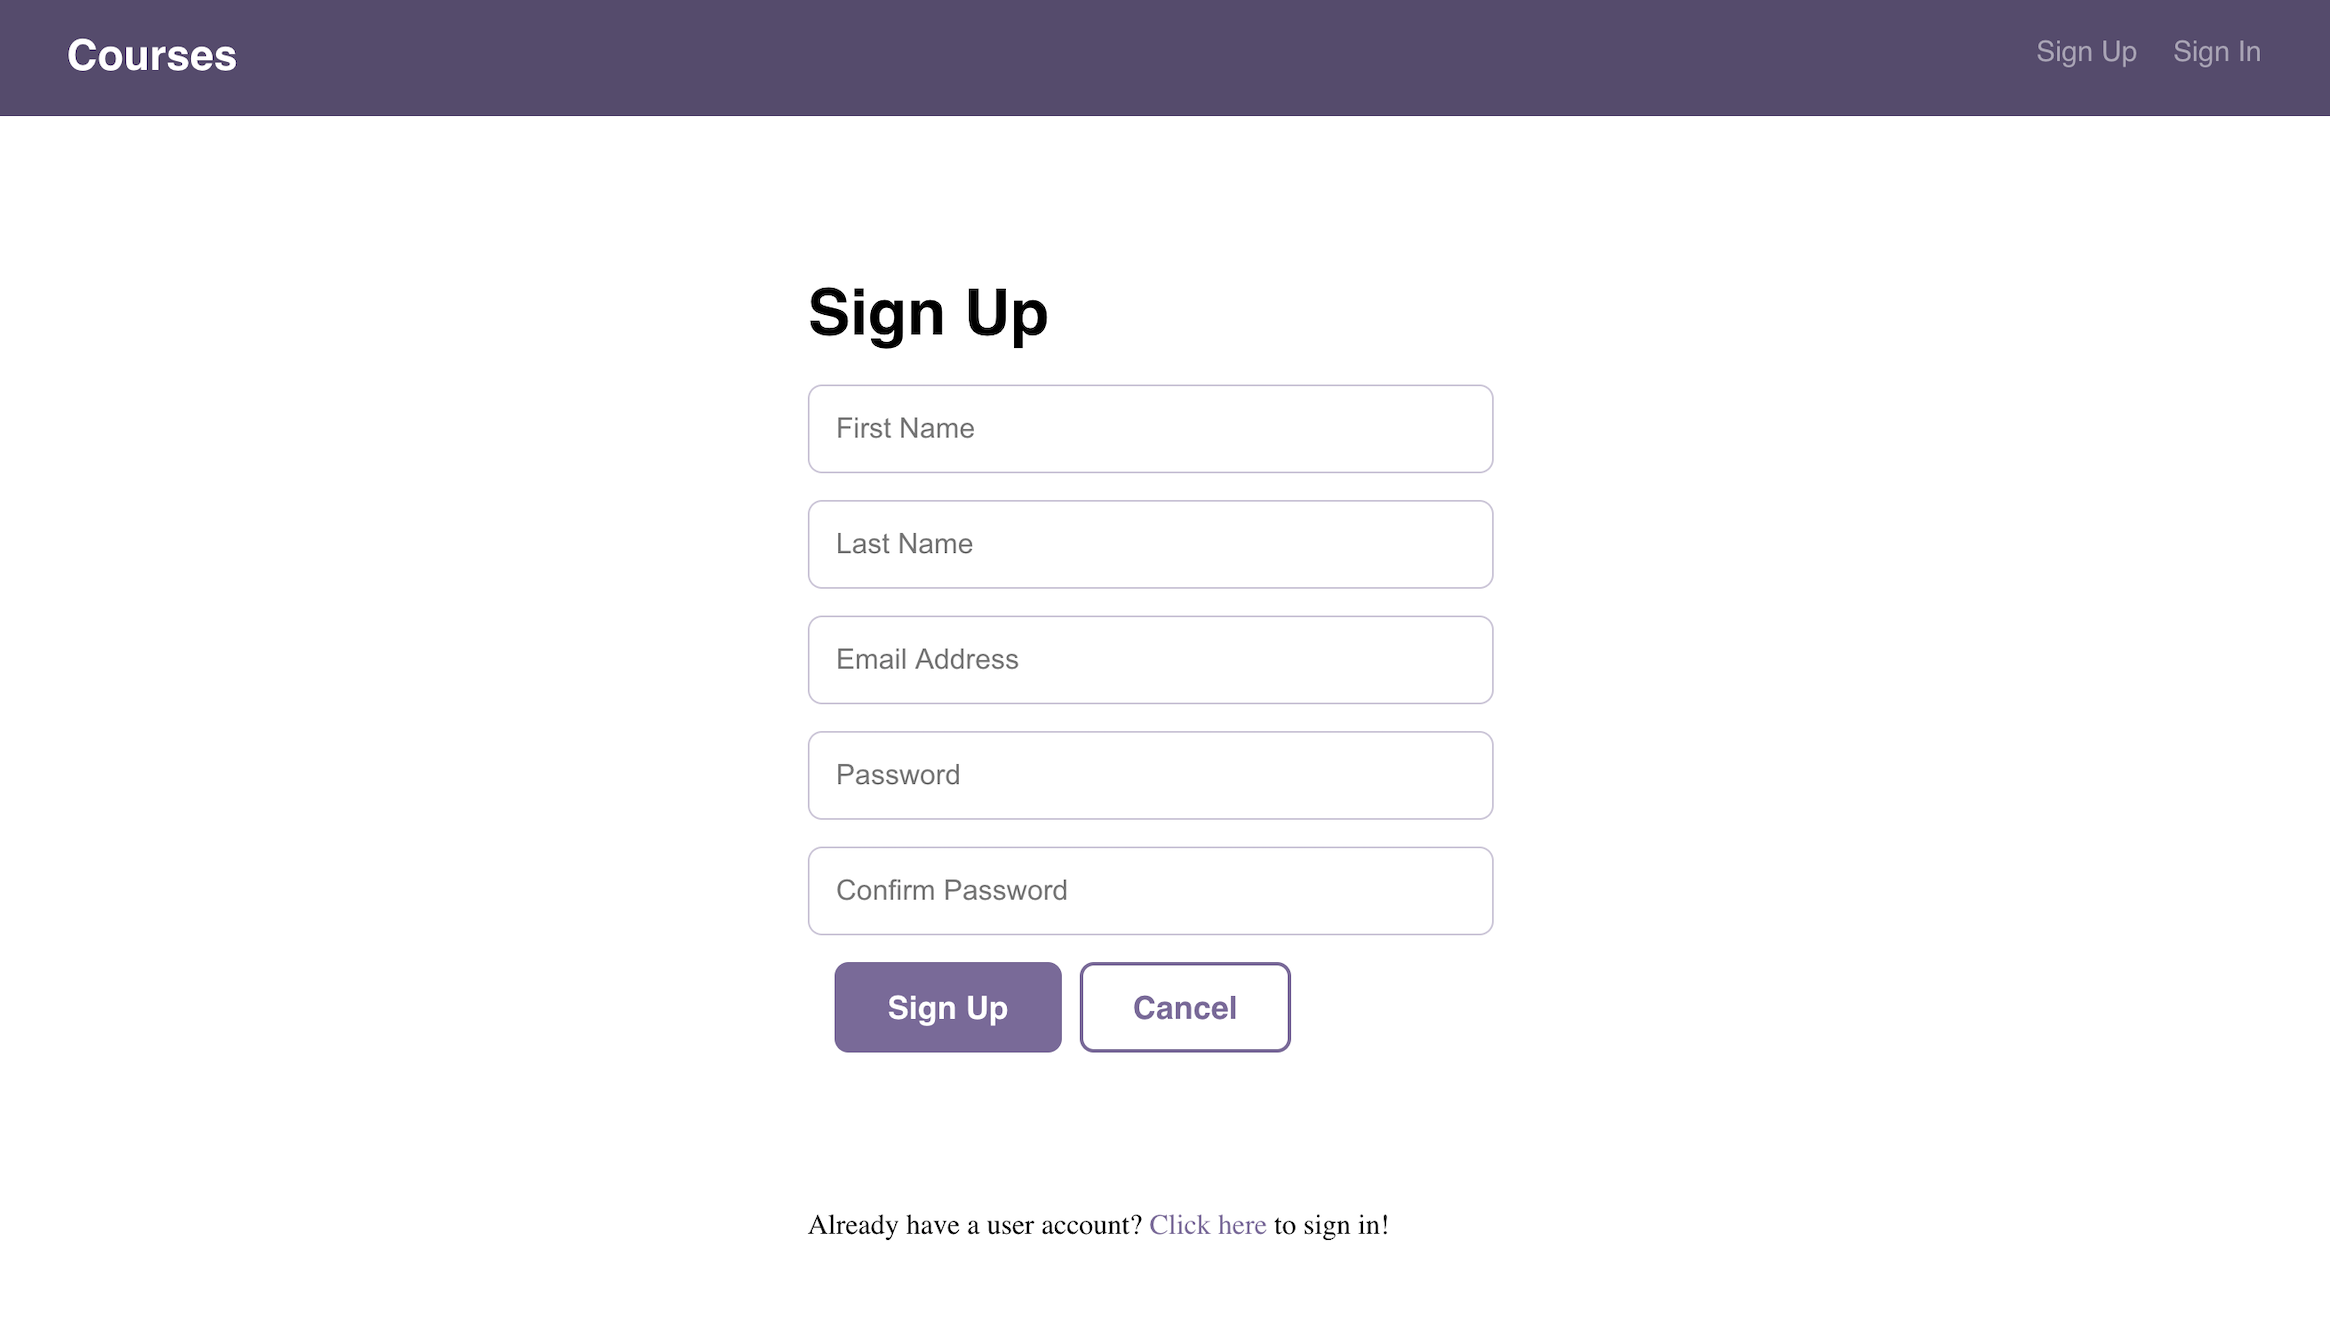 Courses
Sign Up
Sign In
Sign Up
First Name
Last Name
Email Address
Password
Confirm Password
Sign Up
Cancel
Already have a user account? Click here to sign in!